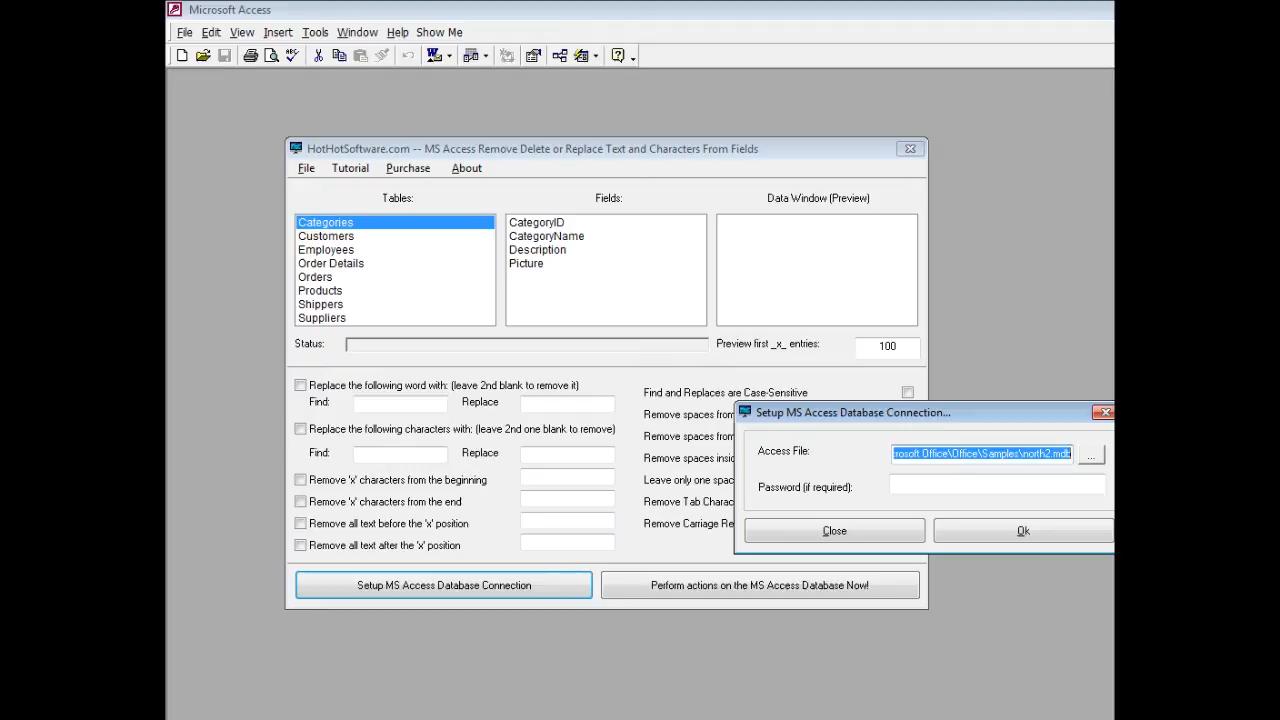 Microsoft Access
File Edit View Insert Tools Window Help Show Me
HotHotSoftware.com -- MS Access Remove Delete or Replace Text and Characters From Fields
File Tutorial Purchase About
Tables: Fields: Data Window (Preview)
Categories CategoryID
Customers CategoryName
Employees Description
Order Details Picture
Orders
Products
Shippers
Suppliers
Status: Preview first _x_ entries: 100
Replace the following word with: (leave 2nd blank to remove it) Find and Replaces are Case-Sensitive
Find: Replace
Remove spaces from
Replace the following characters with: (leave 2nd one blank to remove) Remove spaces from
Find: Replace Remove spaces insid
Remove 'x' characters from the beginning Leave only one spac
Remove 'x' characters from the end Remove Tab Charac
Remove all text before the 'x' position Remove Carriage Re
Remove all text after the 'x' position
Setup MS Access Database Connection Perform actions on the MS Access Database Now!
Setup MS Access Database Connection...
Access File: rosoft Office\Office\Samples\north2.mdb ...
Password (if required):
Close Ok